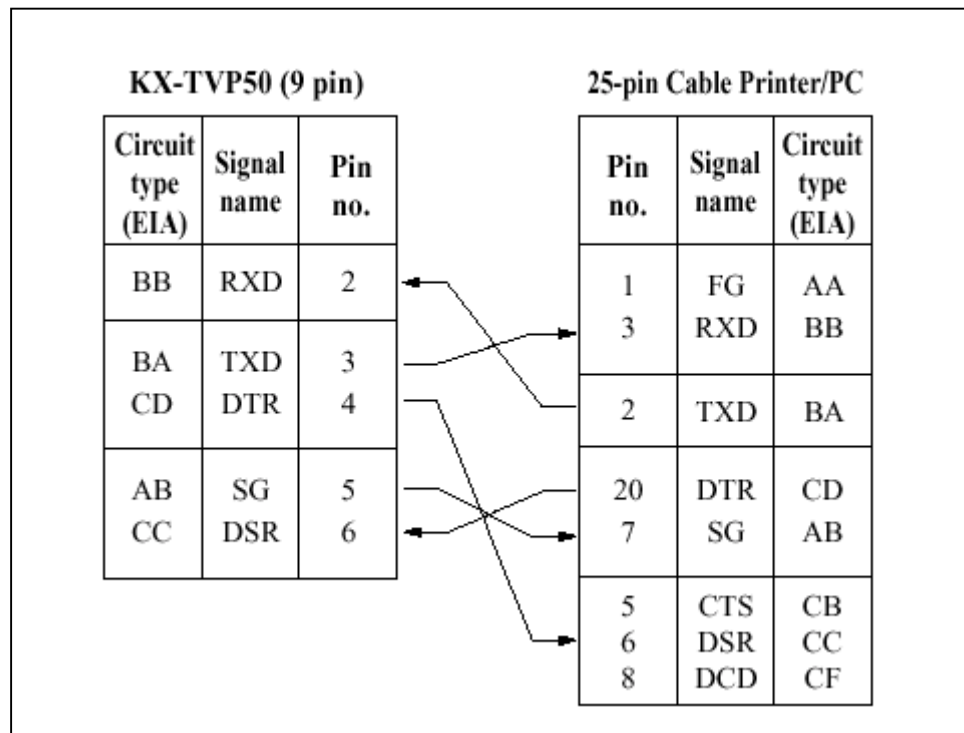 KX-TVP50 (9 pin)
Circuit type (EIA) Signal name Pin no.
BB RXD 2
BA TXD 3
CD DTR 4
AB SG 5
CC DSR 6
25-pin Cable Printer/PC
Pin no. Signal name Circuit type (EIA)
1 FG AA
3 RXD BB
2 TXD BA
20 DTR CD
7 SG AB
5 CTS CB
6 DSR CC
8 DCD CF